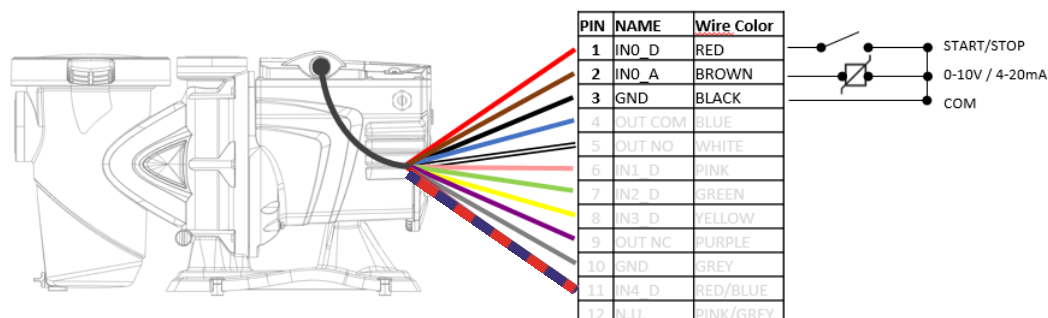 PIN NAME Wire Color
1 IN0_D RED START/STOP
2 IN0_A BROWN 0-10V / 4-20mA
3 GND BLACK COM
4 OUT COM BLUE
5 OUT NO WHITE
6 IN1_D PINK
7 IN2_D GREEN
8 IN3_D YELLOW
9 OUT NC PURPLE
10 GND GREY
11 IN4_D RED/BLUE
12 N.U. PINK/GREY